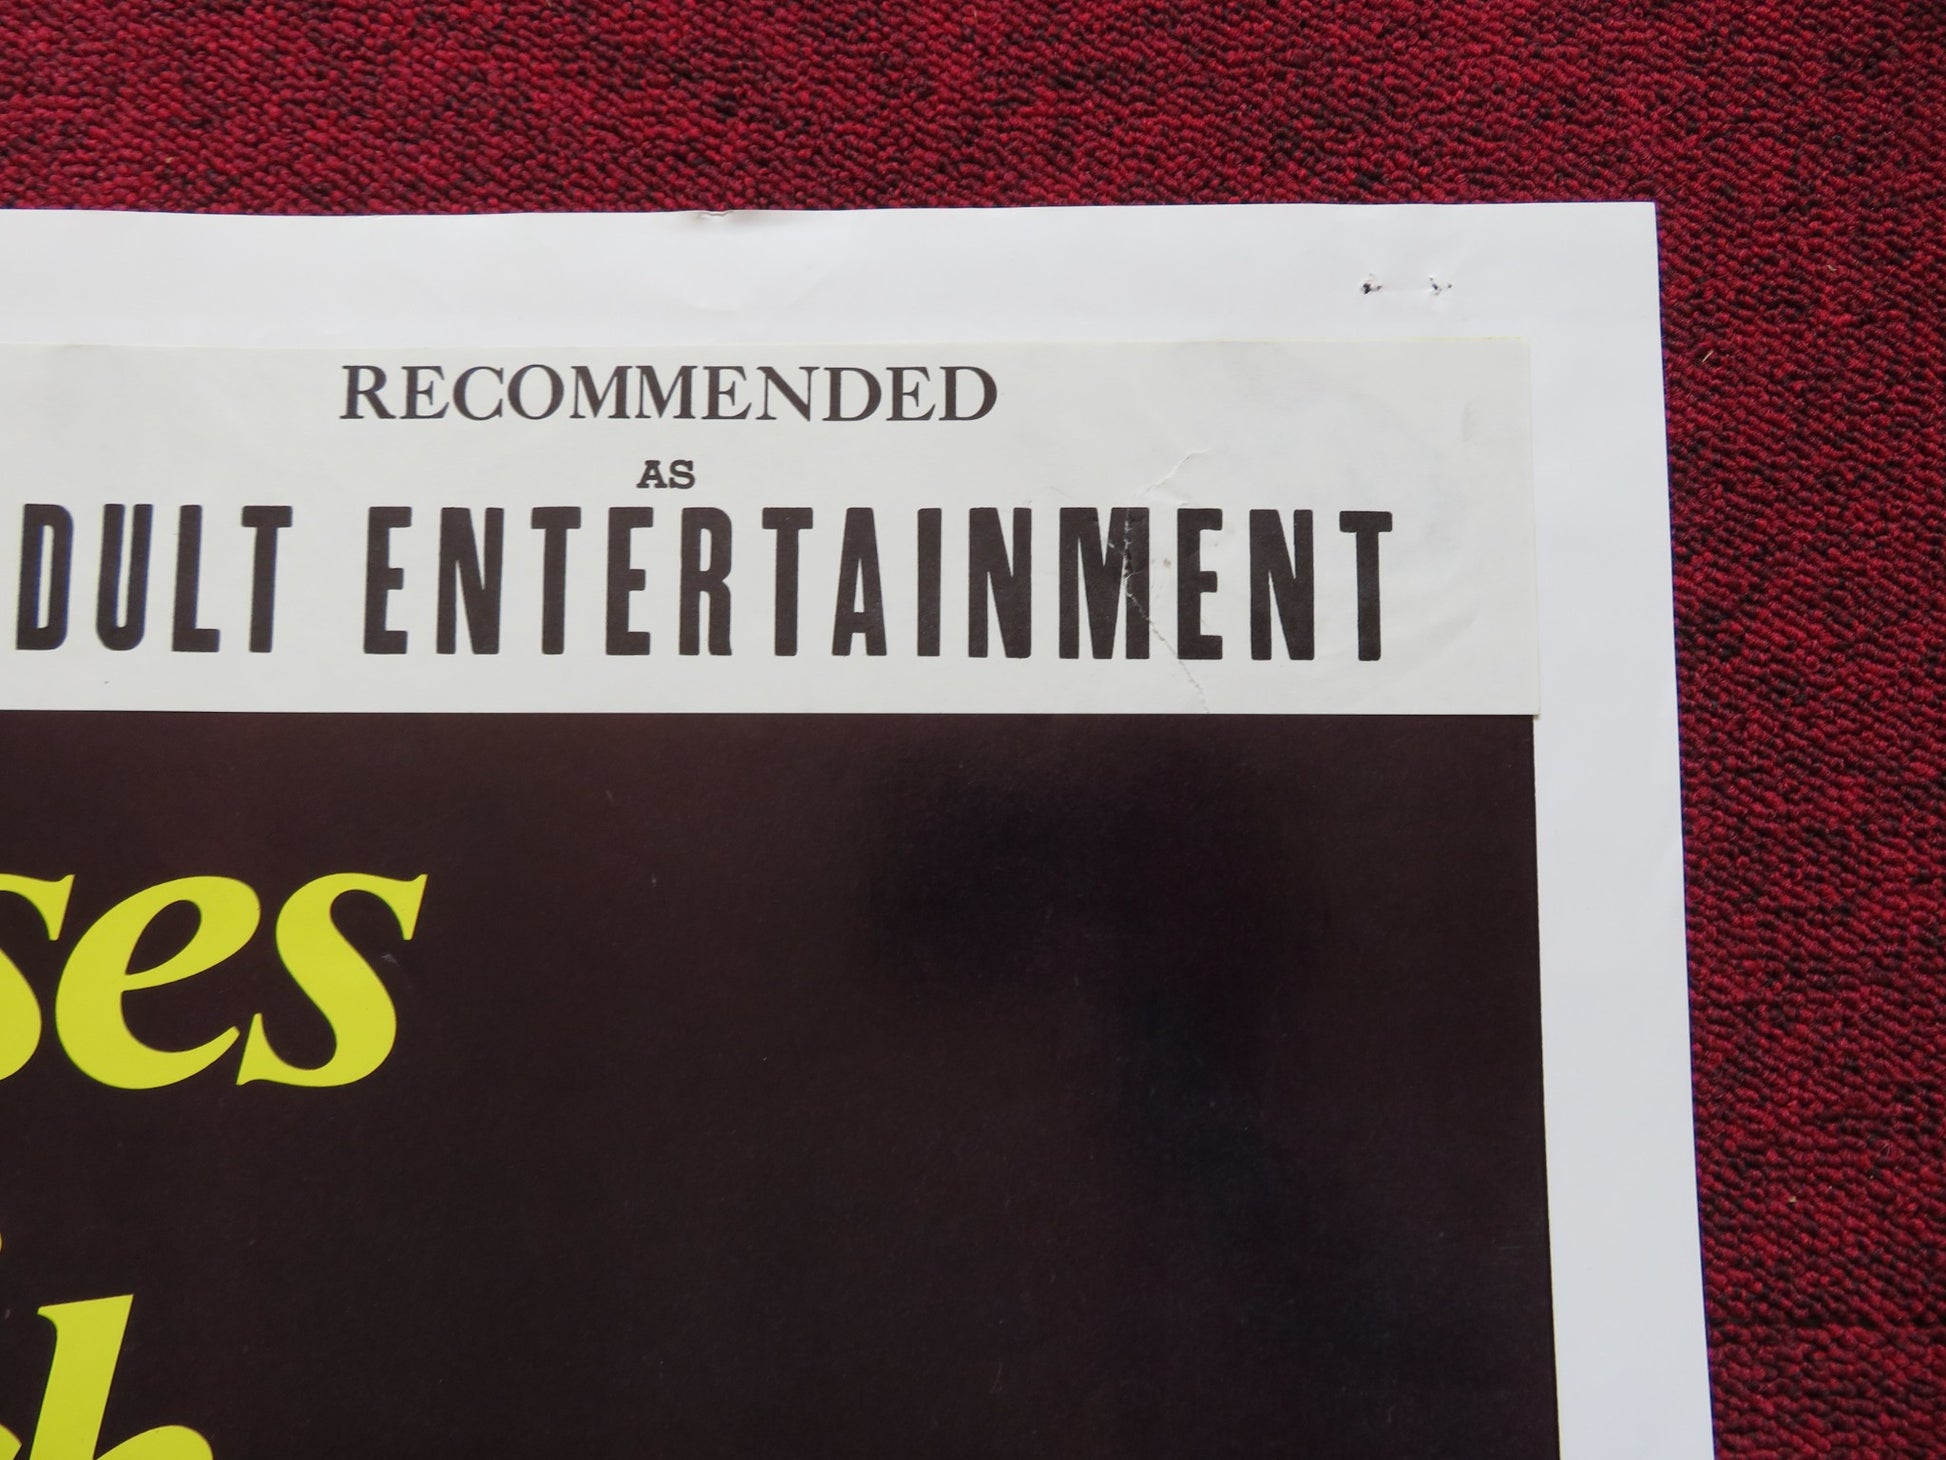 RECOMMENDED
AS
DULT ENTERTAINMENT
ses